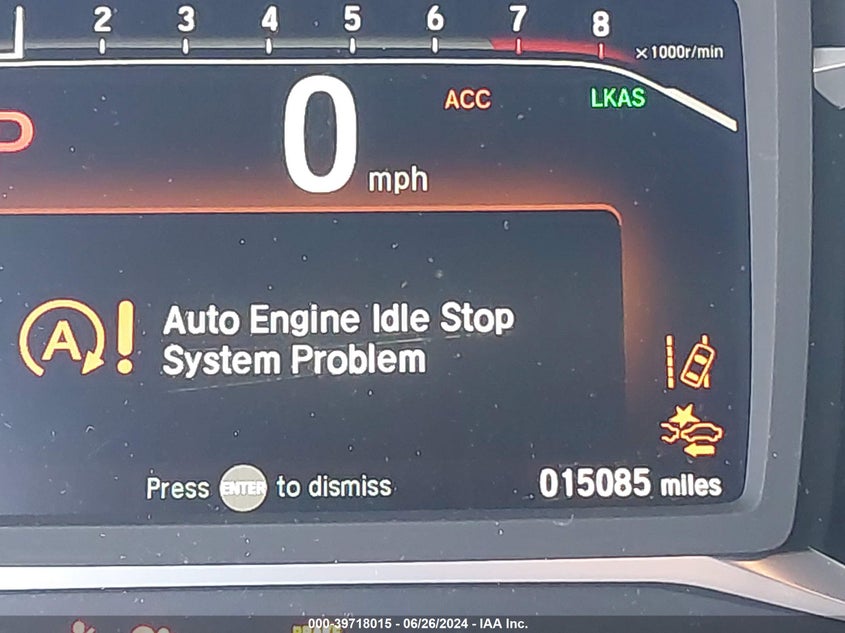 2 3 4 5 6 7 8
x1000r/min
ACC LKAS
0 mph
A ! Auto Engine Idle Stop
System Problem
Press ENTER to dismiss
015085 miles
000-39718015 - 06/26/2024 - IAA Inc.